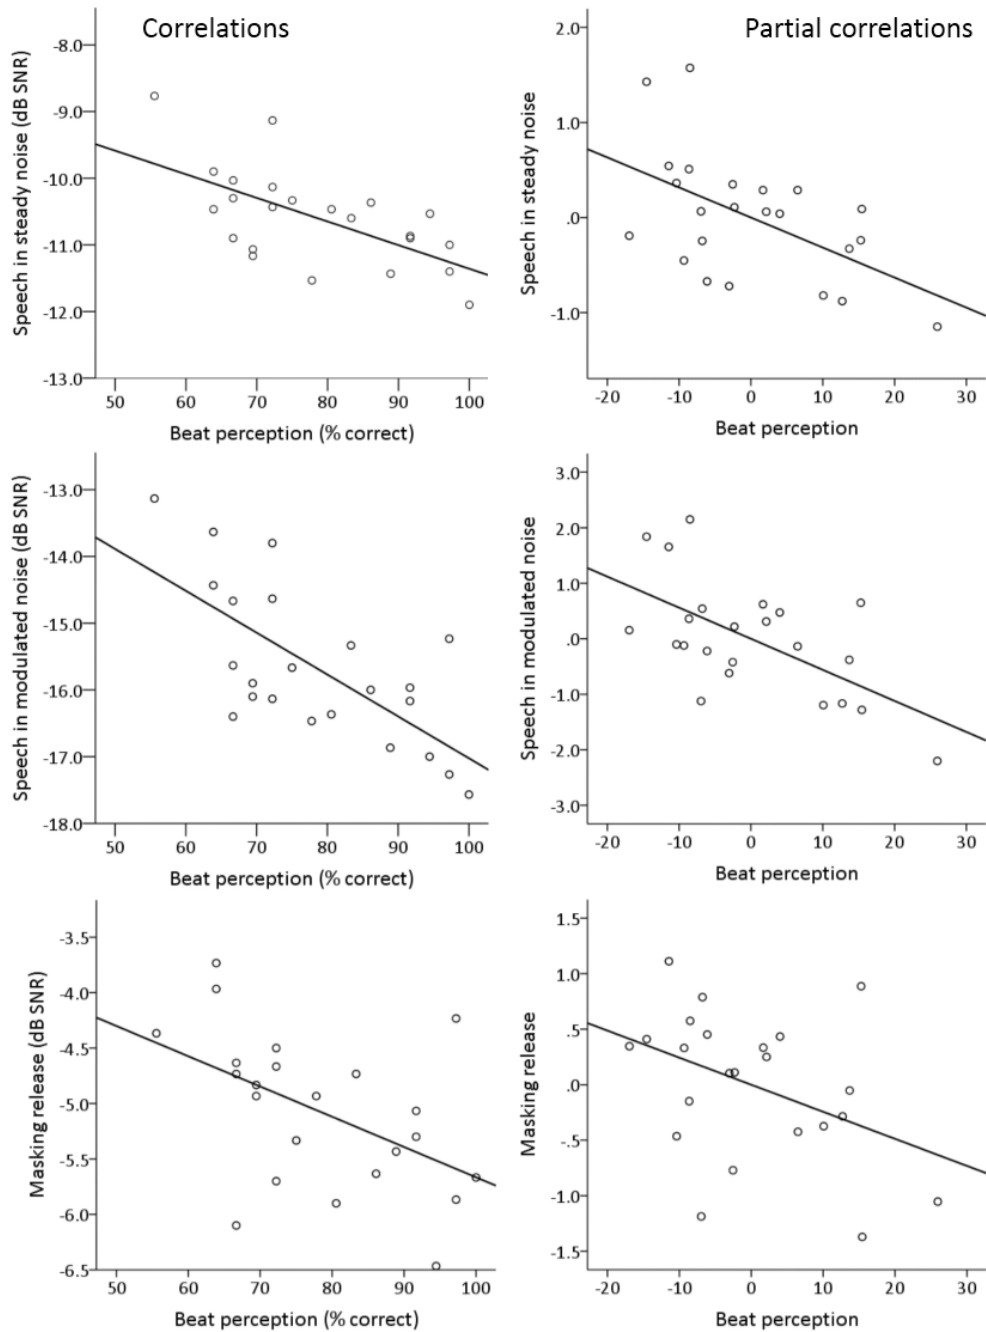 Correlations
Speech in steady noise (dB SNR)
-8.0
-9.0
-10.0
-11.0
-12.0
-13.0
50 60 70 80 90 100
Beat perception (% correct)
Partial correlations
Speech in steady noise
2.0
1.0
.0
-1.0
-20 -10 0 10 20 30
Beat perception
Speech in modulated noise (dB SNR)
-13.0
-14.0
-15.0
-16.0
-17.0
-18.0
50 60 70 80 90 100
Beat perception (% correct)
Speech in modulated noise
3.0
2.0
1.0
.0
-1.0
-2.0
-3.0
-20 -10 0 10 20 30
Beat perception
Masking release (dB SNR)
-3.5
-4.0
-4.5
-5.0
-5.5
-6.0
-6.5
50 60 70 80 90 100
Beat perception (% correct)
Masking release
1.5
1.0
.5
.0
-.5
-1.0
-1.5
-20 -10 0 10 20 30
Beat perception